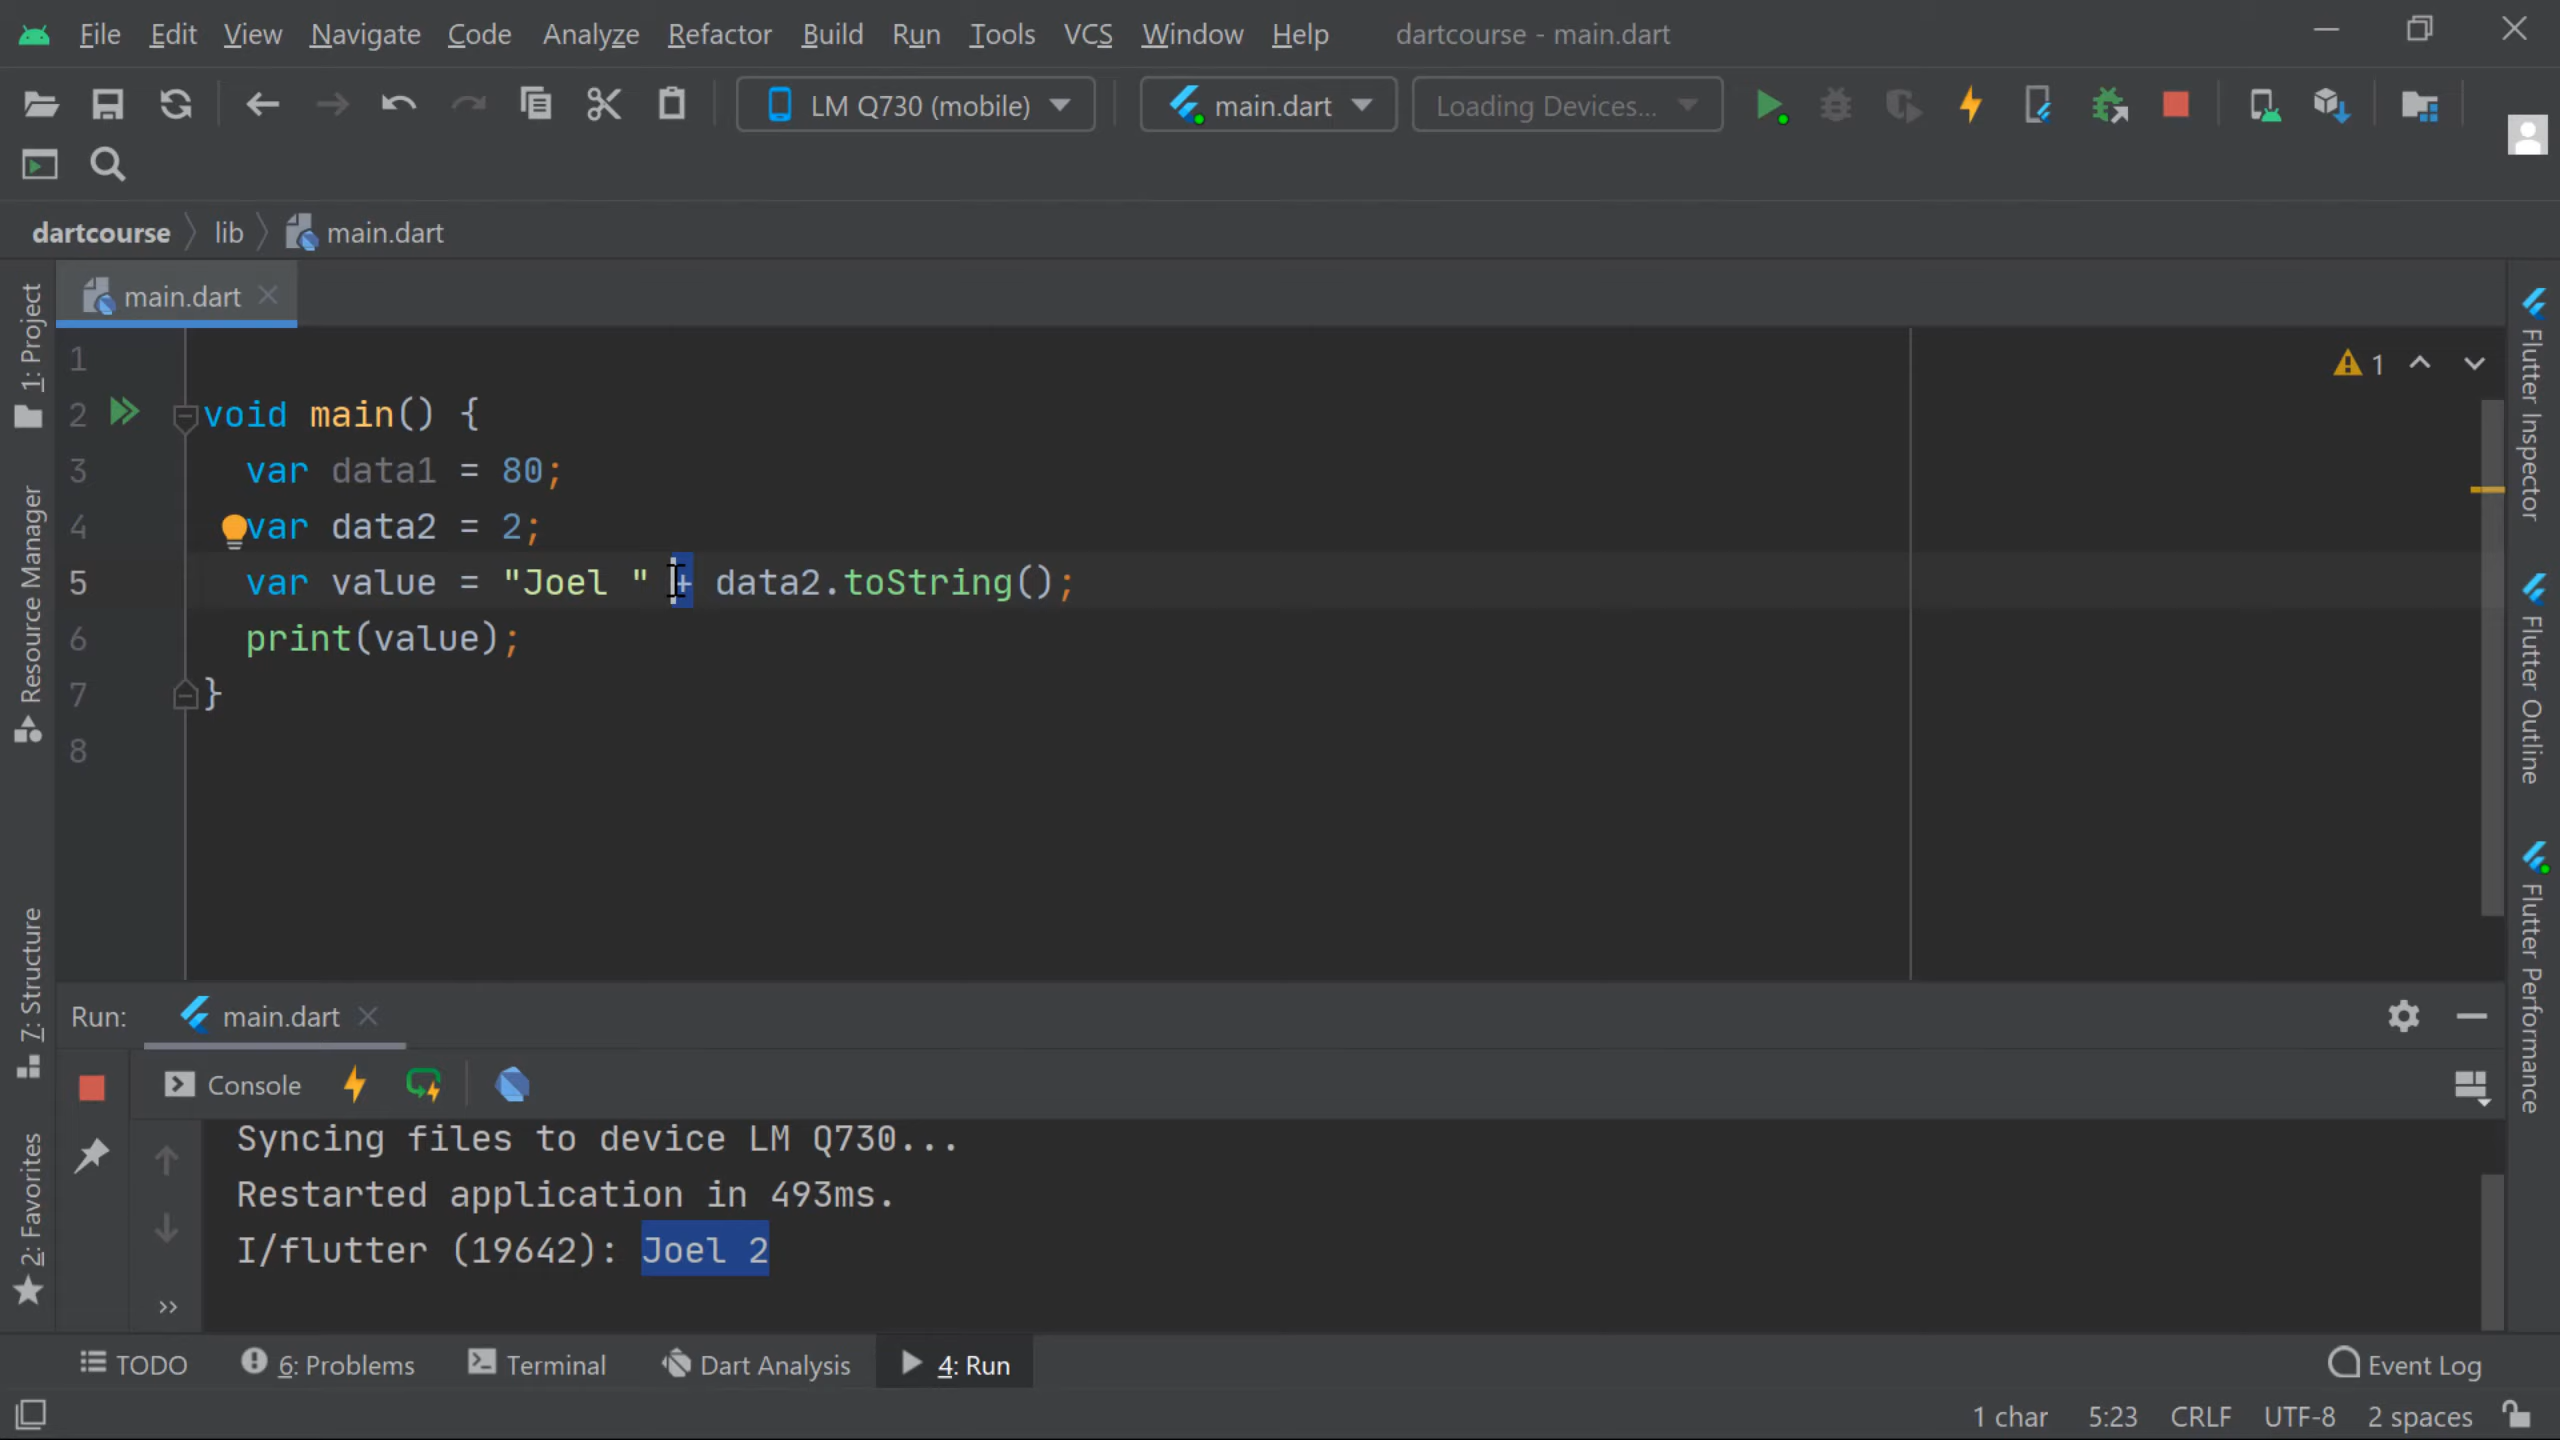 File Edit View Navigate Code Analyze Refactor Build Run Tools VCS Window Help dartcourse - main.dart
LM Q730 (mobile) main.dart Loading Devices...
dartcourse lib main.dart
main.dart
1: Project
Resource Manager
7: Structure
2: Favorites
1
2 void main() {
3 var data1 = 80;
4 var data2 = 2;
5 var value = "Joel " + data2.toString();
6 print(value);
7 }
8
1
Flutter Inspector
Flutter Outline
Flutter Performance
Run: main.dart
Console
Syncing files to device LM Q730...
Restarted application in 493ms.
I/flutter (19642): Joel 2
TODO 6: Problems Terminal Dart Analysis 4: Run Event Log
1 char 5:23 CRLF UTF-8 2 spaces